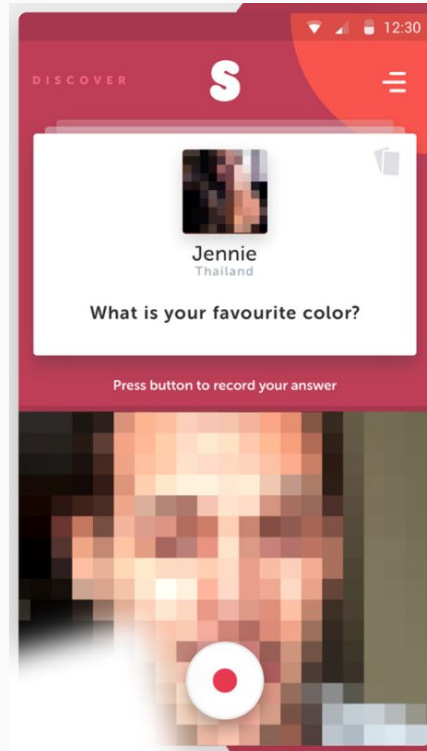 12:30
DISCOVER
S
Jennie
Thailand
What is your favourite color?
Press button to record your answer